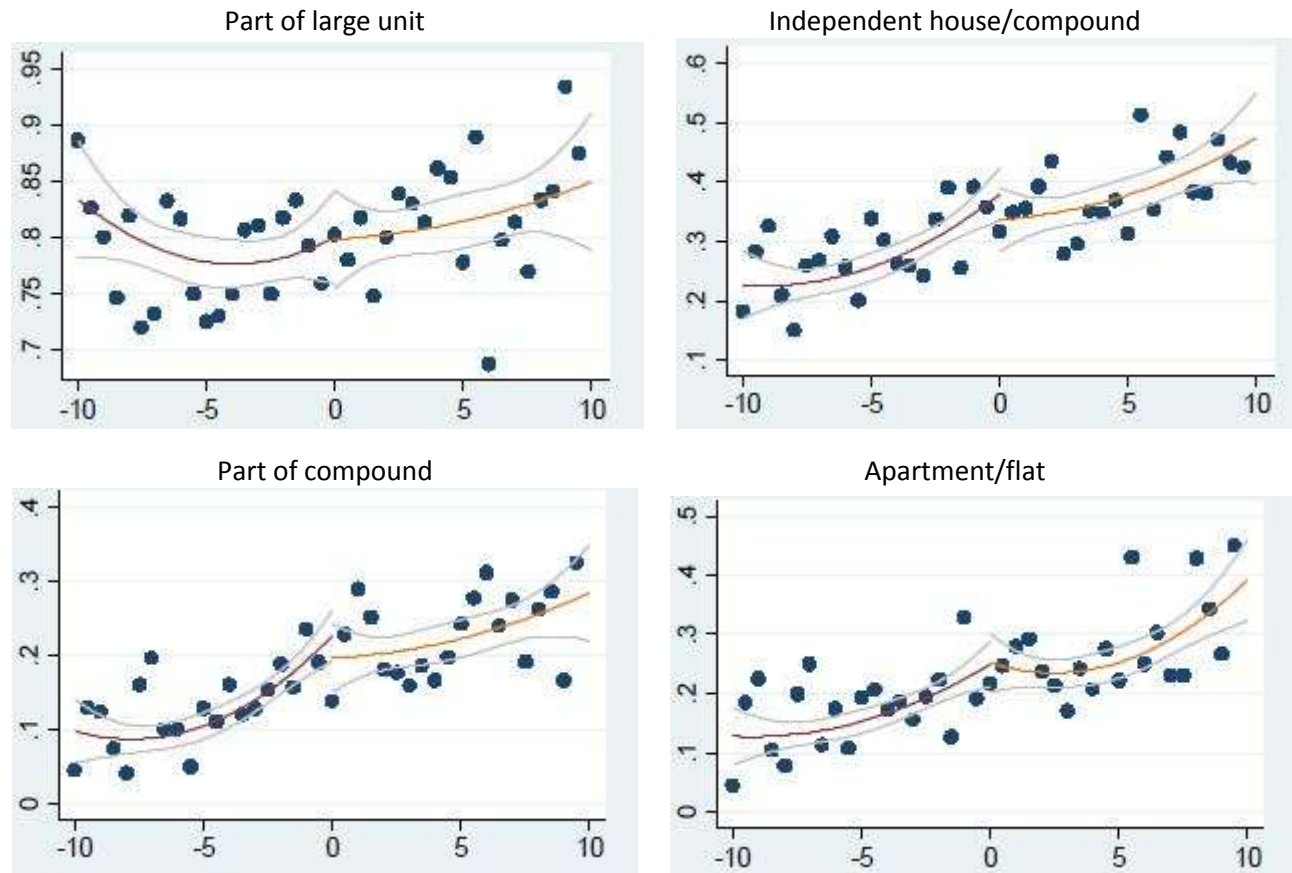 Part of large unit
.95
.9
.85
.8
.75
.7
-10 -5 0 5 10
Independent house/compound
.6
.5
.4
.3
.2
.1
-10 -5 0 5 10
Part of compound
.4
.3
.2
.1
0
-10 -5 0 5 10
Apartment/flat
.5
.4
.3
.2
.1
0
-10 -5 0 5 10